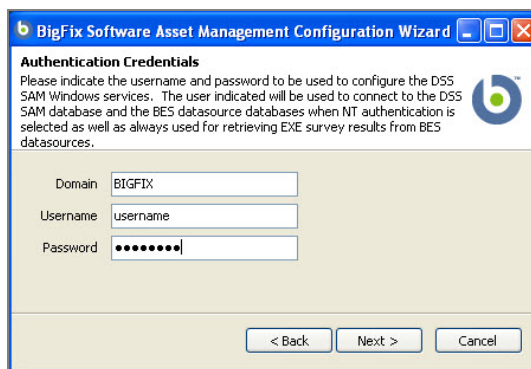 BigFix Software Asset Management Configuration Wizard
Authentication Credentials
Please indicate the username and password to be used to configure the DSS
SAM Windows services. The user indicated will be used to connect to the DSS
SAM database and the BES datasource databases when NT authentication is
selected as well as always used for retrieving EXE survey results from BES
datasources.
Domain BIGFIX
Username username
Password ●●●●●●●●
< Back Next > Cancel